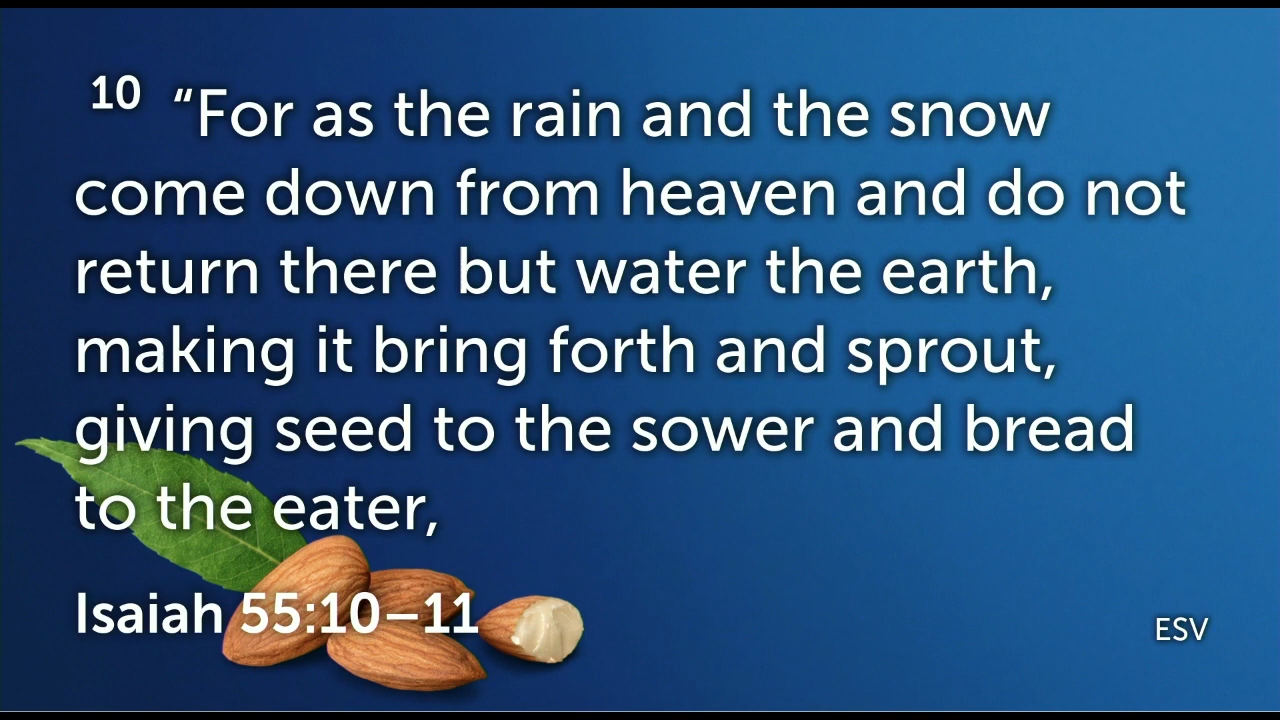 10 “For as the rain and the snow
come down from heaven and do not
return there but water the earth,
making it bring forth and sprout,
giving seed to the sower and bread
to the eater,
Isaiah 55:10–11
ESV